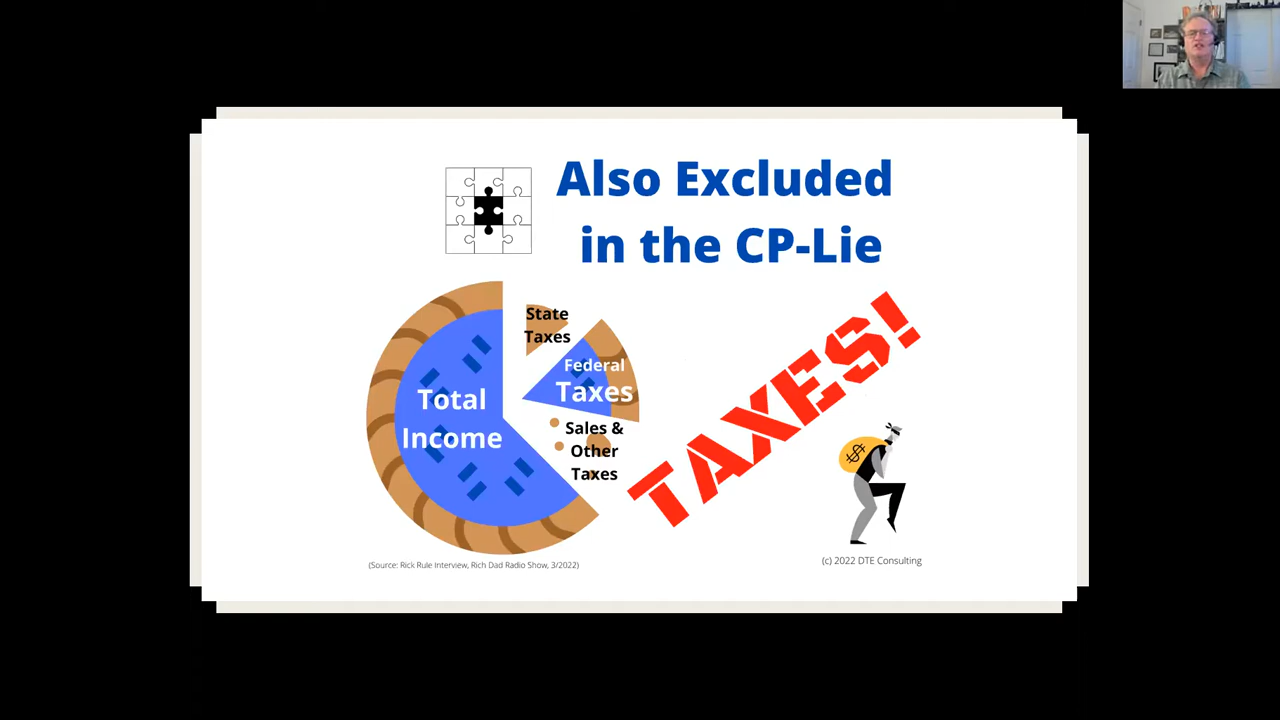 Also Excluded
in the CP-Lie
State
Taxes
Federal
Taxes
Total
Income
Sales &
Other
Taxes
TAXES!
$
(Source: Rick Rule Interview, Rich Dad Radio Show, 3/2022)
(c) 2022 DTE Consulting